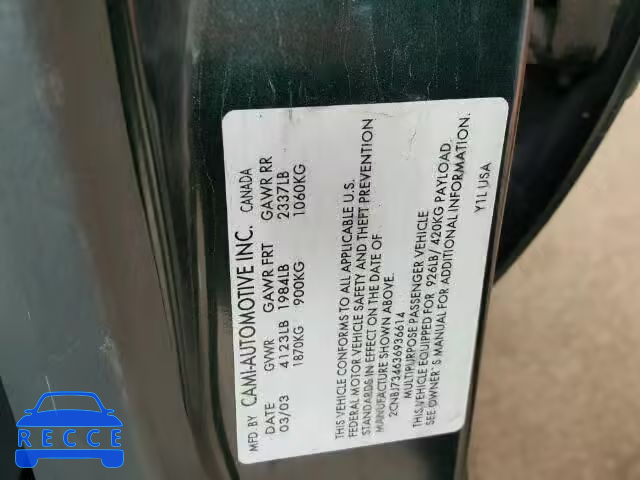 MFD. BY CAMI-AUTOMOTIVE INC. CANADA
DATE GVWR GAWR FRT GAWR RR
03/03 4123LB 1984LB 2337LB
1870KG 900KG 1060KG
THIS VEHICLE CONFORMS TO ALL APPLICABLE U.S.
FEDERAL MOTOR VEHICLE SAFETY AND THEFT PREVENTION
STANDARDS IN EFFECT ON THE DATE OF
MANUFACTURE SHOWN ABOVE.
2CNBJ734636936614
MULTIPURPOSE PASSENGER VEHICLE
THIS VEHICLE EQUIPPED FOR 926LB/ 420KG PAYLOAD,
SEE OWNER'S MANUAL FOR ADDITIONAL INFORMATION.
Y1L USA